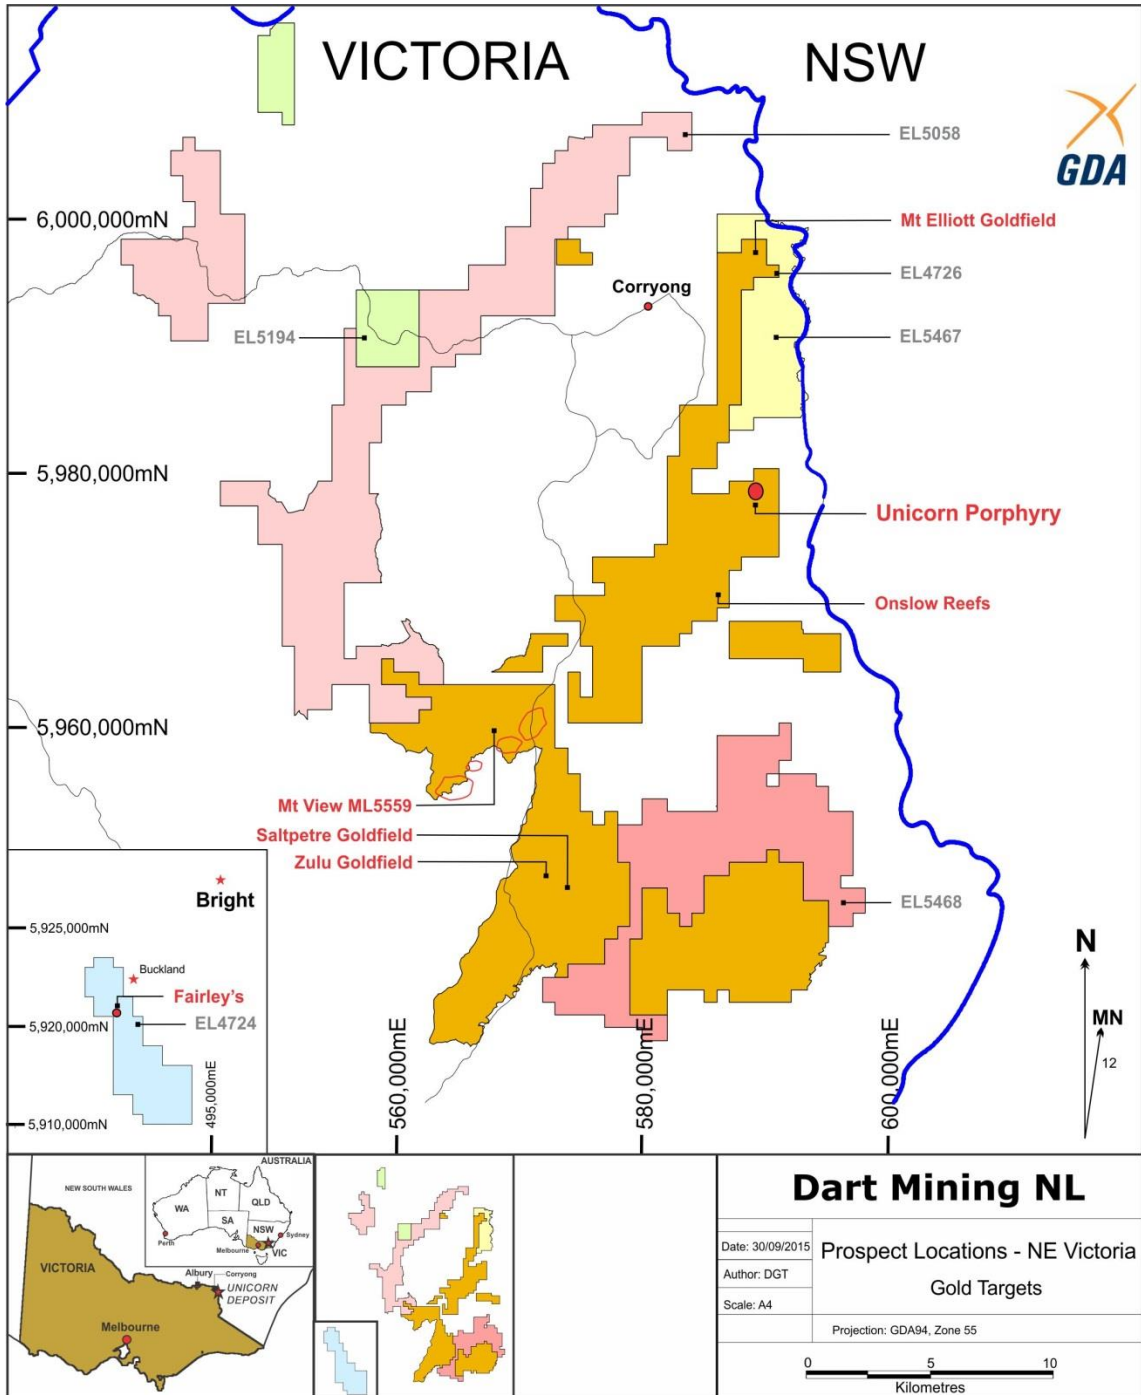 VICTORIA
NSW
GDA
EL5058
6,000,000mN
Mt Elliott Goldfield
EL4726
Corryong
EL5194
EL5467
5,980,000mN
Unicorn Porphyry
Onslow Reefs
5,960,000mN
Mt View ML5559
Saltpetre Goldfield
Zulu Goldfield
EL5468
Bright
5,925,000mN
Buckland
Fairley's
EL4724
5,920,000mN
495,000mE
5,910,000mN
560,000mE
580,000mE
600,000mE
N
MN
12
NEW SOUTH WALES
AUSTRALIA
NT
WA
QLD
SA
NSW
Perth
Sydney
Melbourne
VIC
VICTORIA
Albury
Corryong
UNICORN
DEPOSIT
Melbourne
Dart Mining NL
Date: 30/09/2015
Author: DGT
Scale: A4
Prospect Locations - NE Victoria
Gold Targets
Projection: GDA94, Zone 55
0 5 10
Kilometres